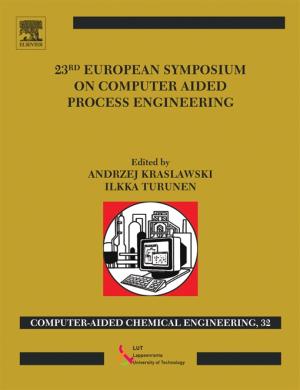 ELSEVIER
23RD EUROPEAN SYMPOSIUM
ON COMPUTER AIDED
PROCESS ENGINEERING
Edited by
ANDRZEJ KRASLAWSKI
ILKKA TURUNEN
COMPUTER-AIDED CHEMICAL ENGINEERING, 32
LUT
Lappeenranta
University of Technology